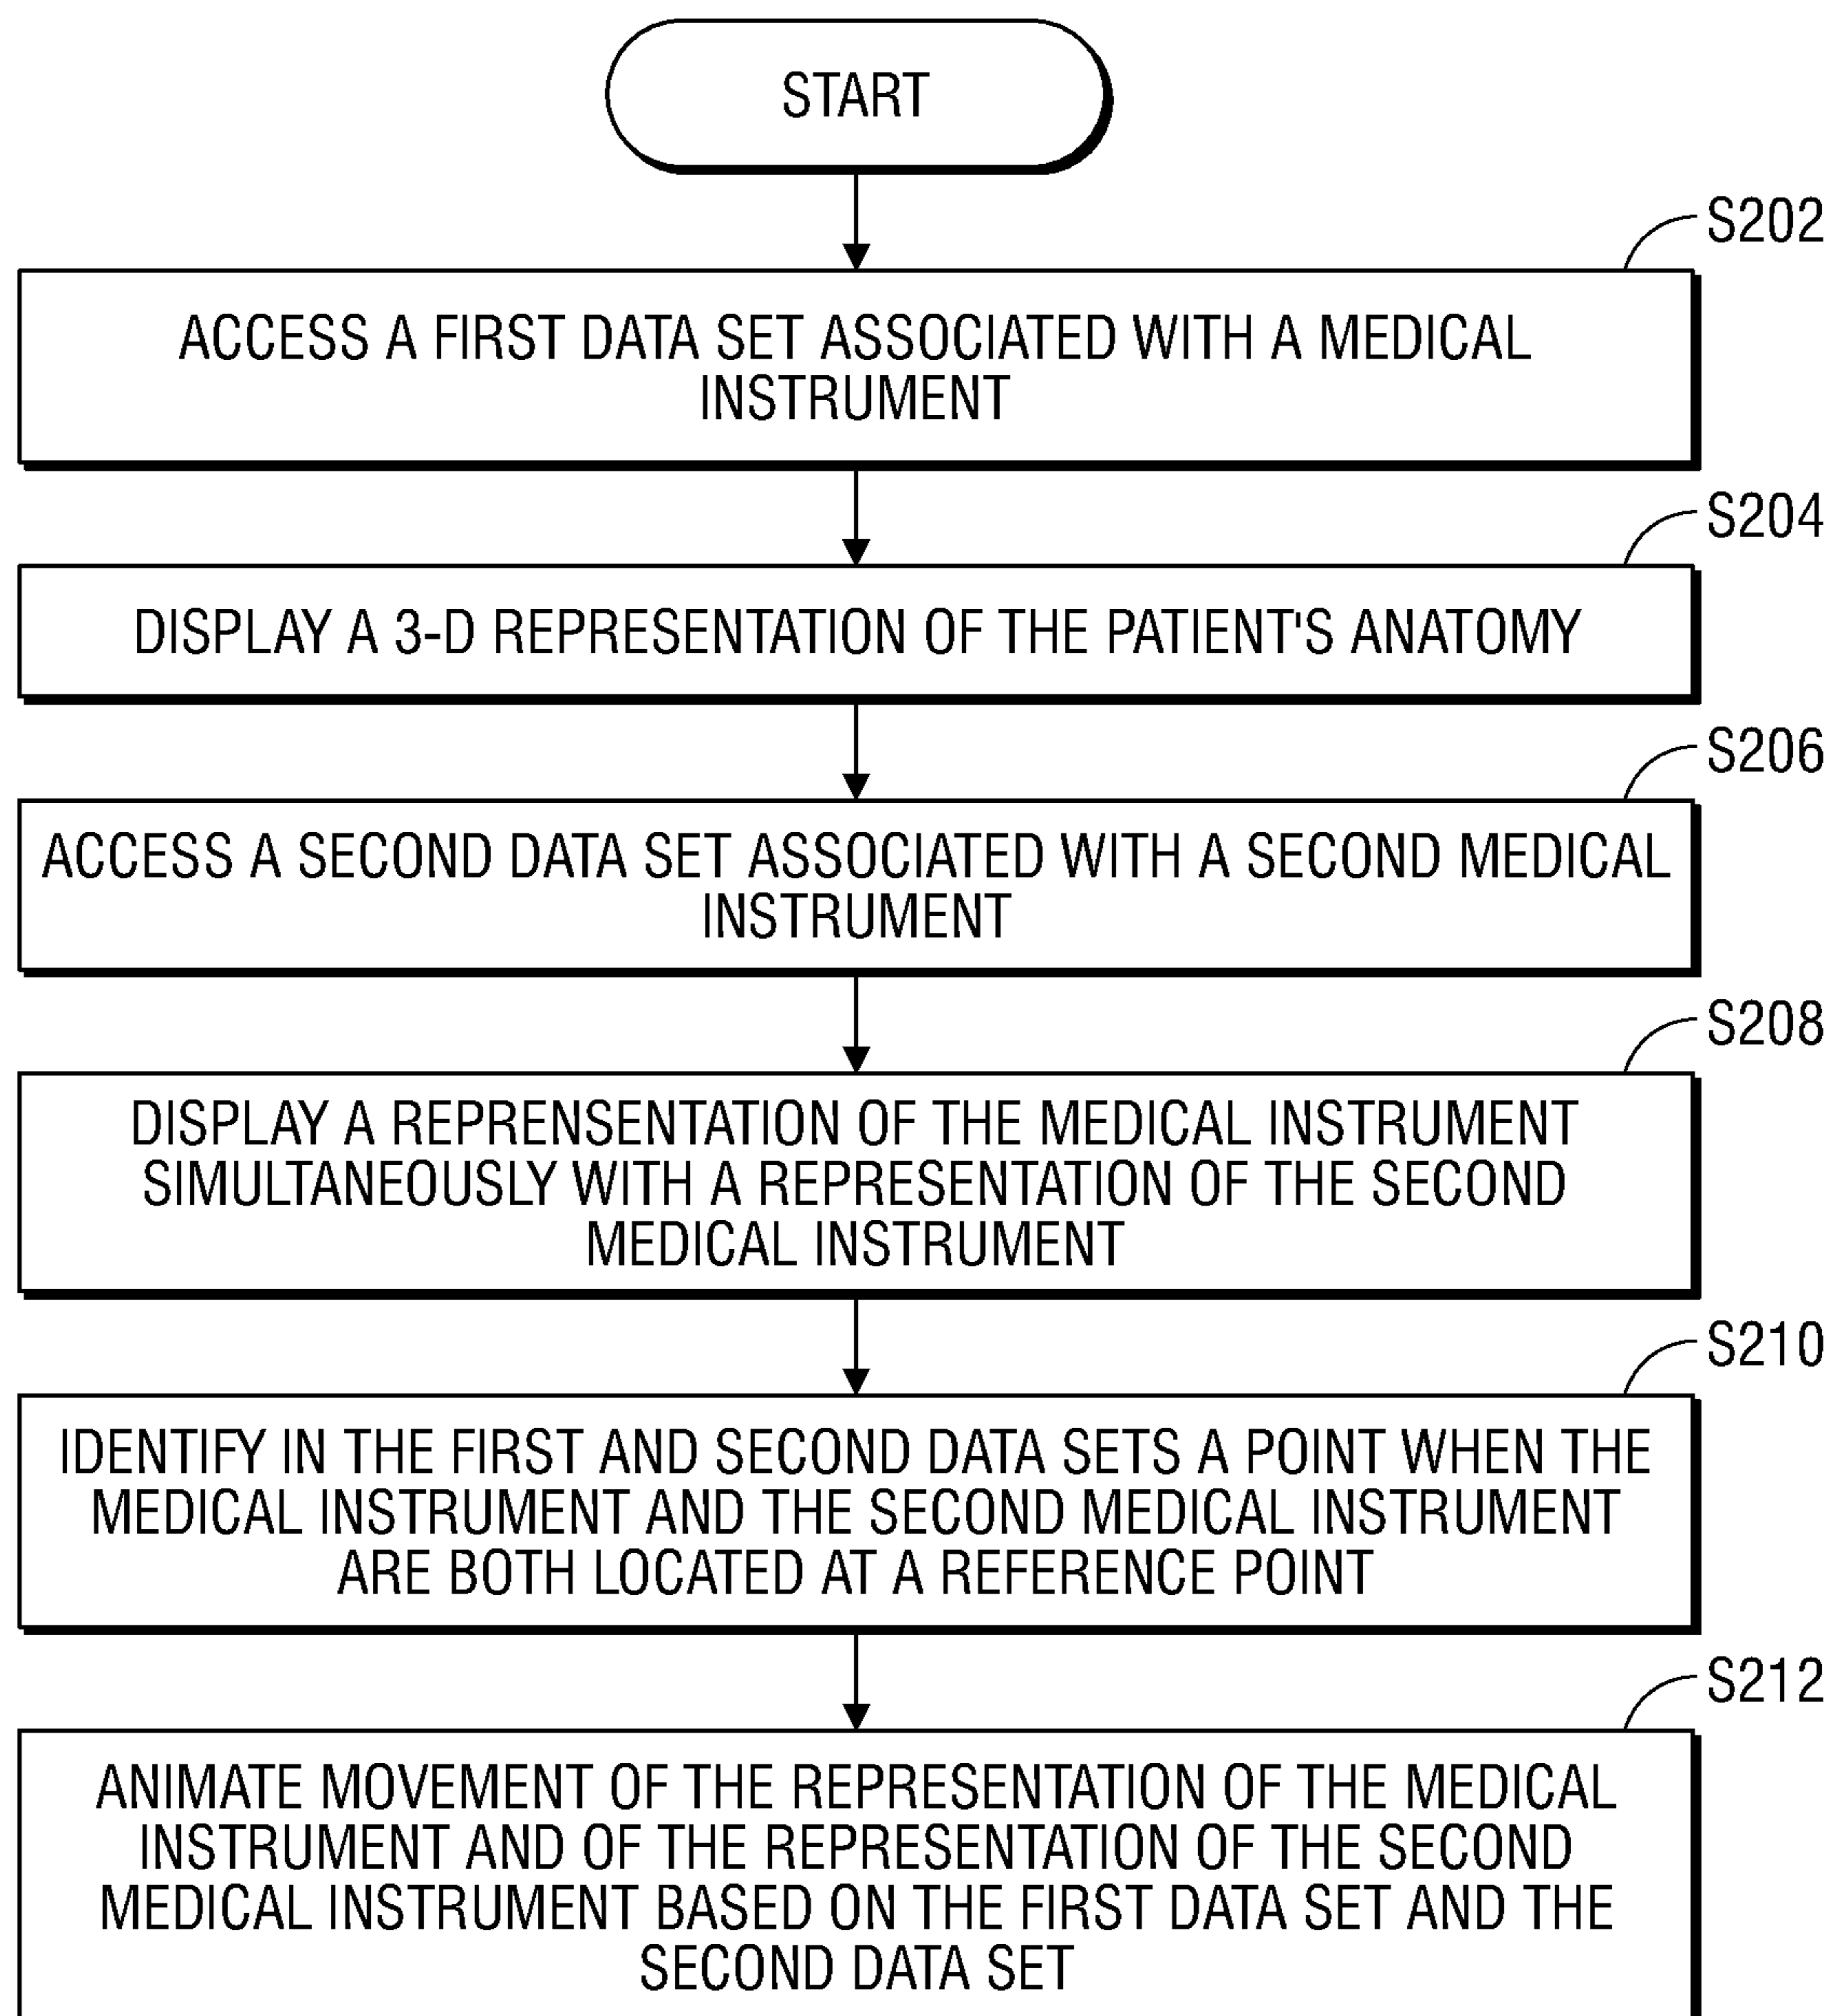 START
S202
ACCESS A FIRST DATA SET ASSOCIATED WITH A MEDICAL
INSTRUMENT
S204
DISPLAY A 3-D REPRESENTATION OF THE PATIENT'S ANATOMY
S206
ACCESS A SECOND DATA SET ASSOCIATED WITH A SECOND MEDICAL
INSTRUMENT
S208
DISPLAY A REPRENSENTATION OF THE MEDICAL INSTRUMENT
SIMULTANEOUSLY WITH A REPRESENTATION OF THE SECOND
MEDICAL INSTRUMENT
S210
IDENTIFY IN THE FIRST AND SECOND DATA SETS A POINT WHEN THE
MEDICAL INSTRUMENT AND THE SECOND MEDICAL INSTRUMENT
ARE BOTH LOCATED AT A REFERENCE POINT
S212
ANIMATE MOVEMENT OF THE REPRESENTATION OF THE MEDICAL
INSTRUMENT AND OF THE REPRESENTATION OF THE SECOND
MEDICAL INSTRUMENT BASED ON THE FIRST DATA SET AND THE
SECOND DATA SET